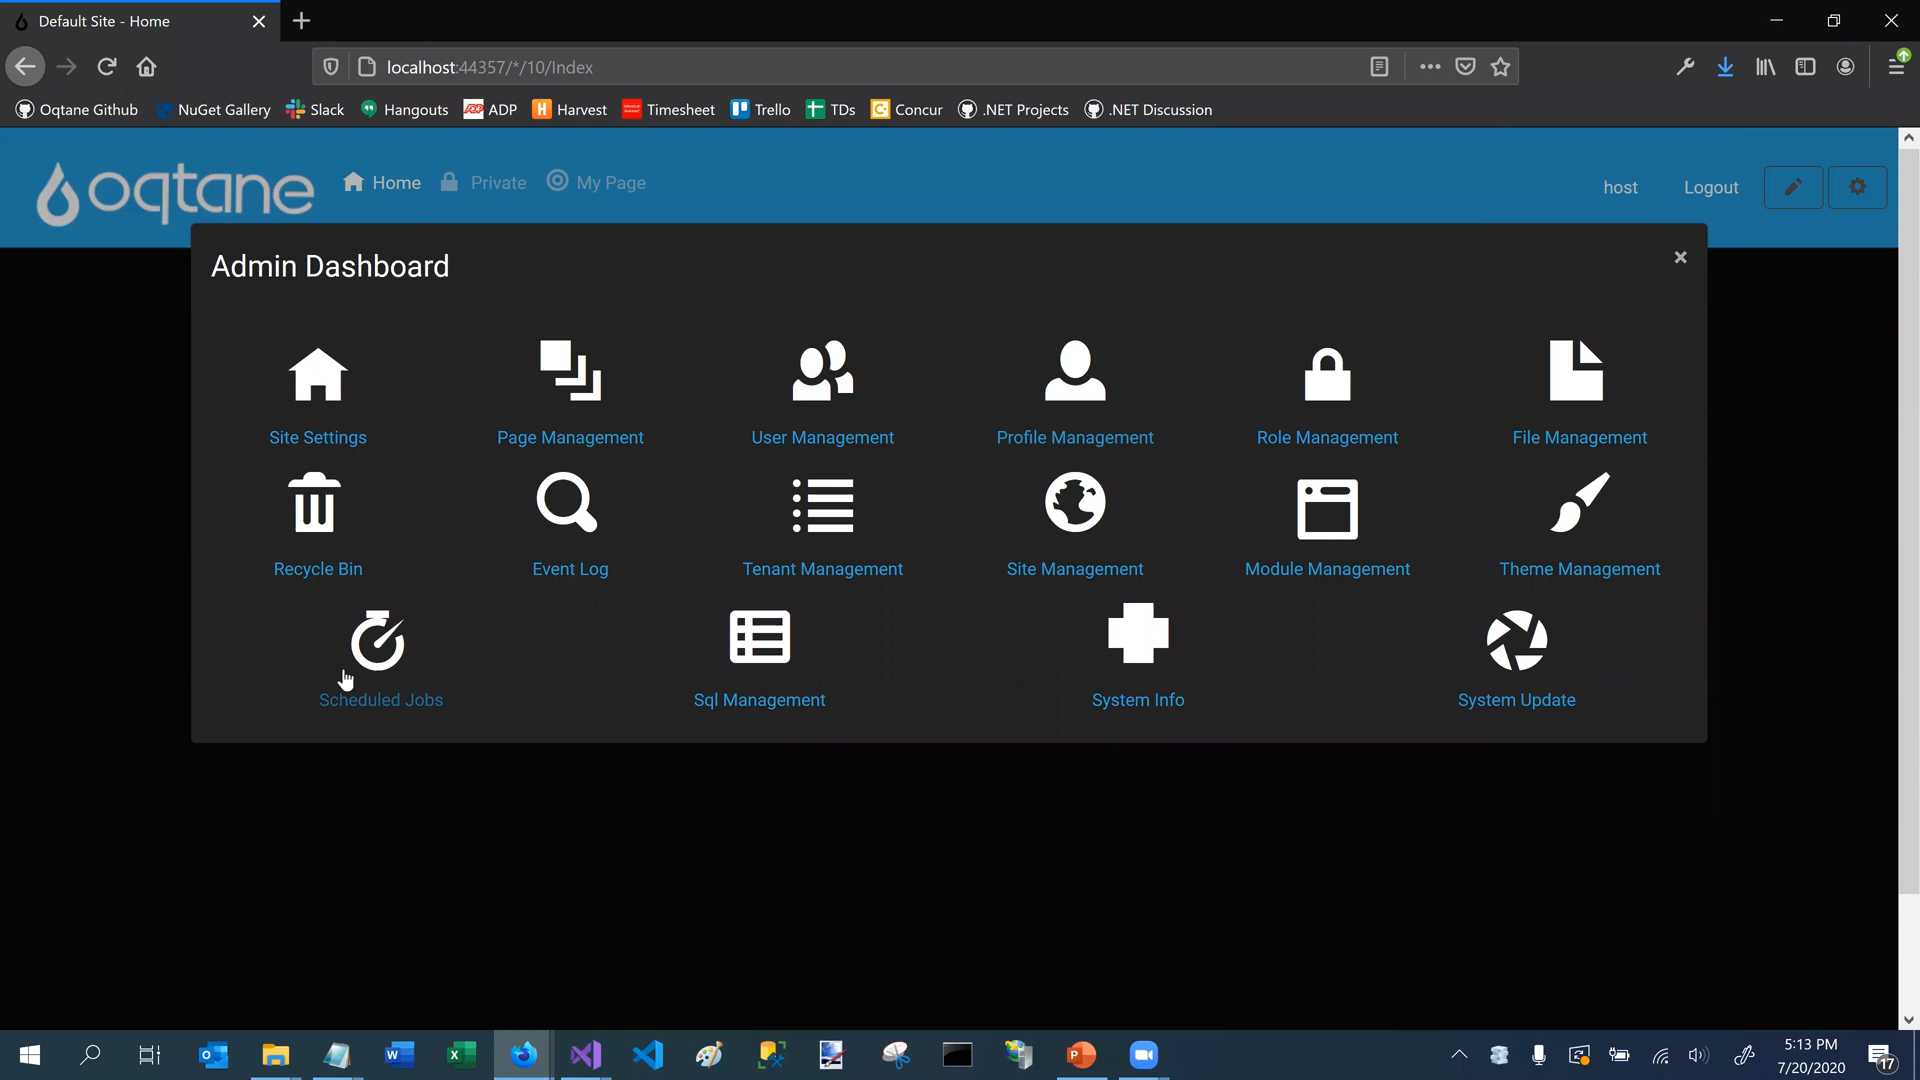 Default Site - Home
localhost:44357/*/10/Index
Oqtane Github NuGet Gallery Slack Hangouts ADP Harvest Timesheet Trello TDs Concur .NET Projects .NET Discussion
oqtane Home Private My Page host Logout
Admin Dashboard
Site Settings Page Management User Management Profile Management Role Management File Management
Recycle Bin Event Log Tenant Management Site Management Module Management Theme Management
Scheduled Jobs Sql Management System Info System Update
5:13 PM
7/20/2020
17